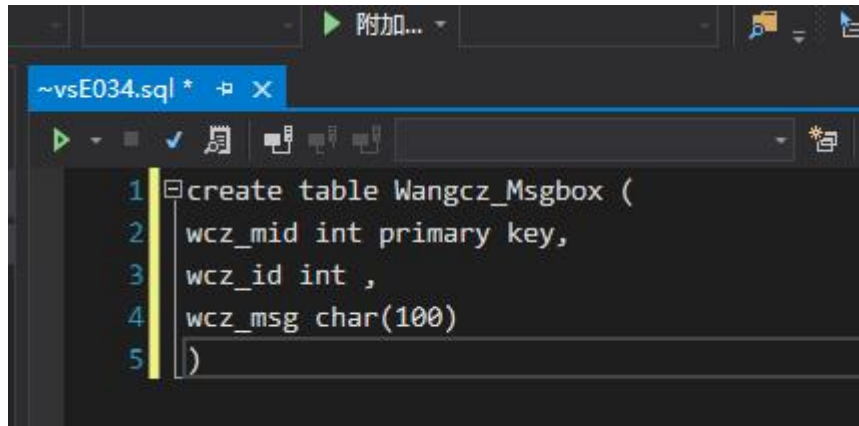 附加...
~vsE034.sql *
1 create table Wangcz_Msgbox (
2 wcz_mid int primary key,
3 wcz_id int ,
4 wcz_msg char(100)
5 )